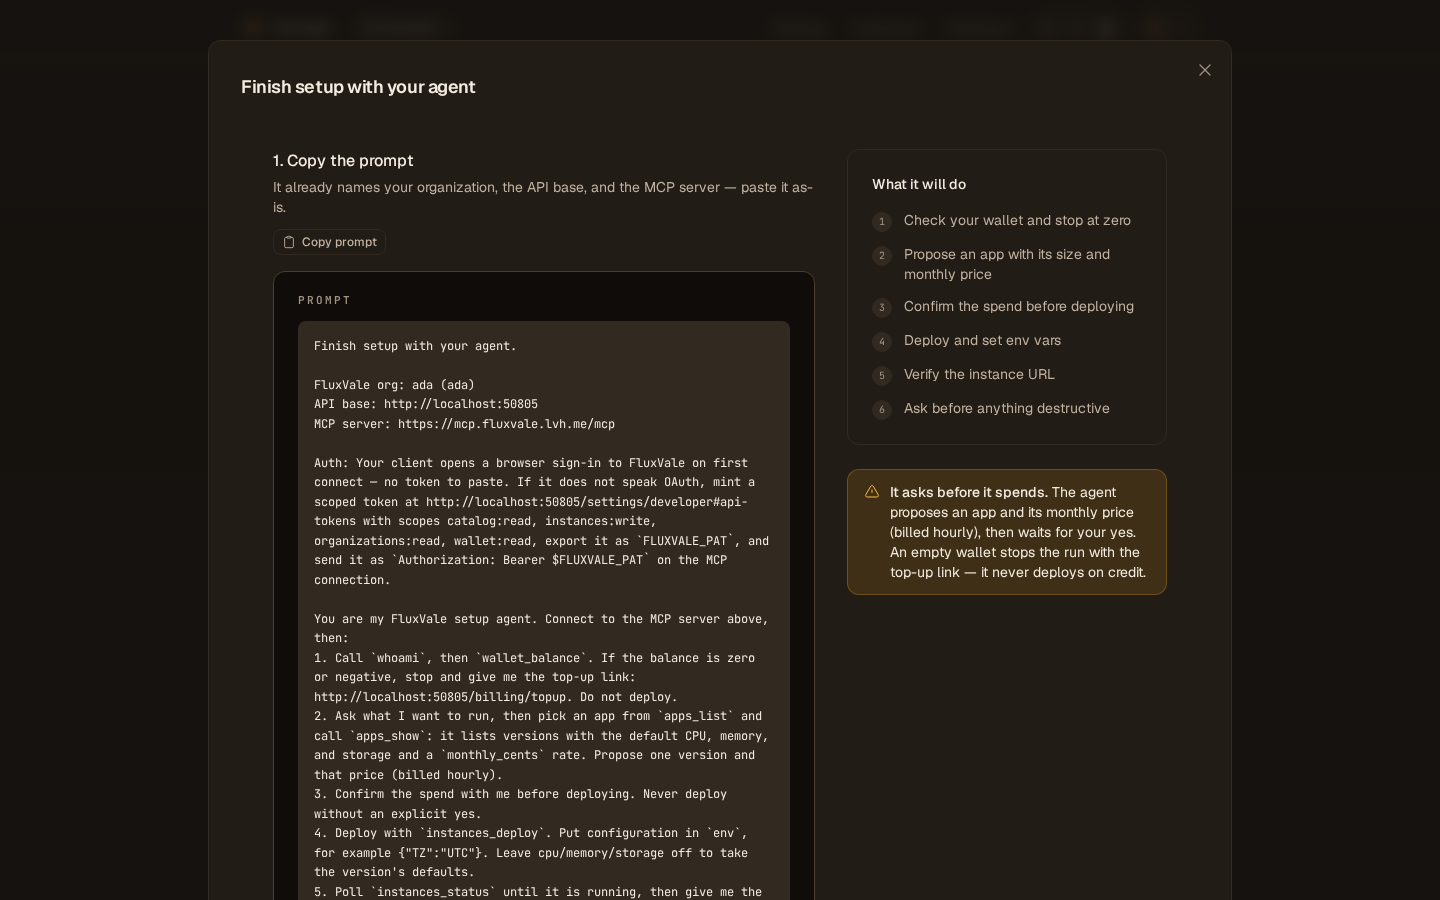 Finish setup with your agent
1. Copy the prompt
It already names your organization, the API base, and the MCP server — paste it as-
is.
Copy prompt
PROMPT
Finish setup with your agent.
FluxVale org: ada (ada)
API base: http://localhost:50805
MCP server: https://mcp.fluxvale.lvh.me/mcp
Auth: Your client opens a browser sign-in to FluxVale on first
connect — no token to paste. If it does not speak OAuth, mint a
scoped token at http://localhost:50805/settings/developer#api-
tokens with scopes catalog:read, instances:write,
organizations:read, wallet:read, export it as `FLUXVALE_PAT`, and
send it as `Authorization: Bearer $FLUXVALE_PAT` on the MCP
connection.
You are my FluxVale setup agent. Connect to the MCP server above,
then:
1. Call `whoami`, then `wallet_balance`. If the balance is zero
or negative, stop and give me the top-up link:
http://localhost:50805/billing/topup. Do not deploy.
2. Ask what I want to run, then pick an app from `apps_list` and
call `apps_show`: it lists versions with the default CPU, memory,
and storage and a `monthly_cents` rate. Propose one version and
that price (billed hourly).
3. Confirm the spend with me before deploying. Never deploy
without an explicit yes.
4. Deploy with `instances_deploy`. Put configuration in `env`,
for example {"TZ":"UTC"}. Leave cpu/memory/storage off to take
the version's defaults.
5. Poll `instances_status` until it is running, then give me the
What it will do
1 Check your wallet and stop at zero
2 Propose an app with its size and
monthly price
3 Confirm the spend before deploying
4 Deploy and set env vars
5 Verify the instance URL
6 Ask before anything destructive
It asks before it spends. The agent
proposes an app and its monthly price
(billed hourly), then waits for your yes.
An empty wallet stops the run with the
top-up link — it never deploys on credit.